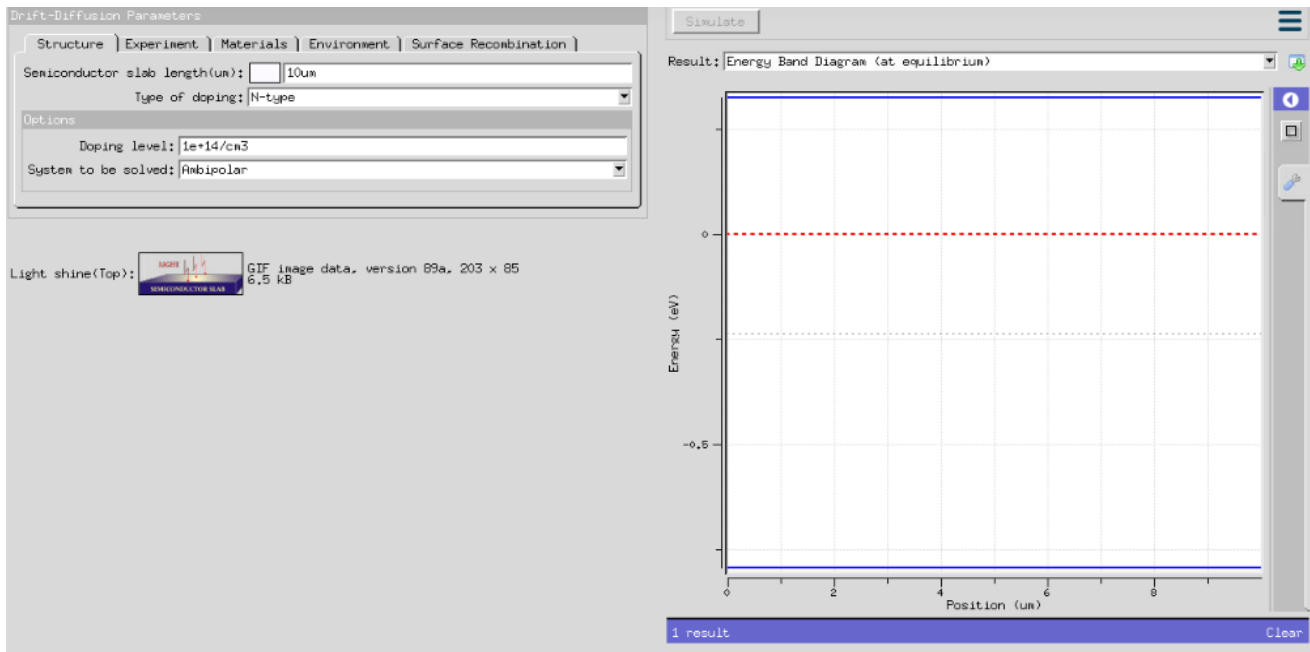 Drift-Diffusion Parameters
Structure Experiment Materials Environment Surface Recombination
Semiconductor slab length(um): 10um
Type of doping: N-type
Options
Doping level: 1e+14/cm3
System to be solved: Ambipolar
Light shine(Top):
LIGHT
SEMICONDUCTOR SLAB
GIF image data, version 89a, 203 x 85
6.5 kB
Simulate
Result: Energy Band Diagram (at equilibrium)
0
-0.5
Energy (eV)
0 2 4 6 8
Position (um)
1 result Clear